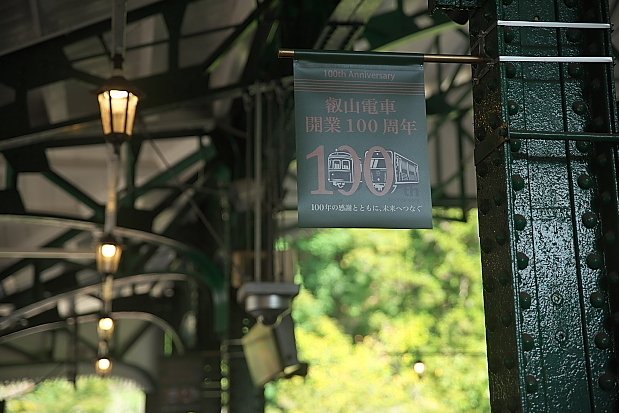 100th Anniversary
叡山電車
開業100周年
100
100年の感謝とともに、未来へつなぐ